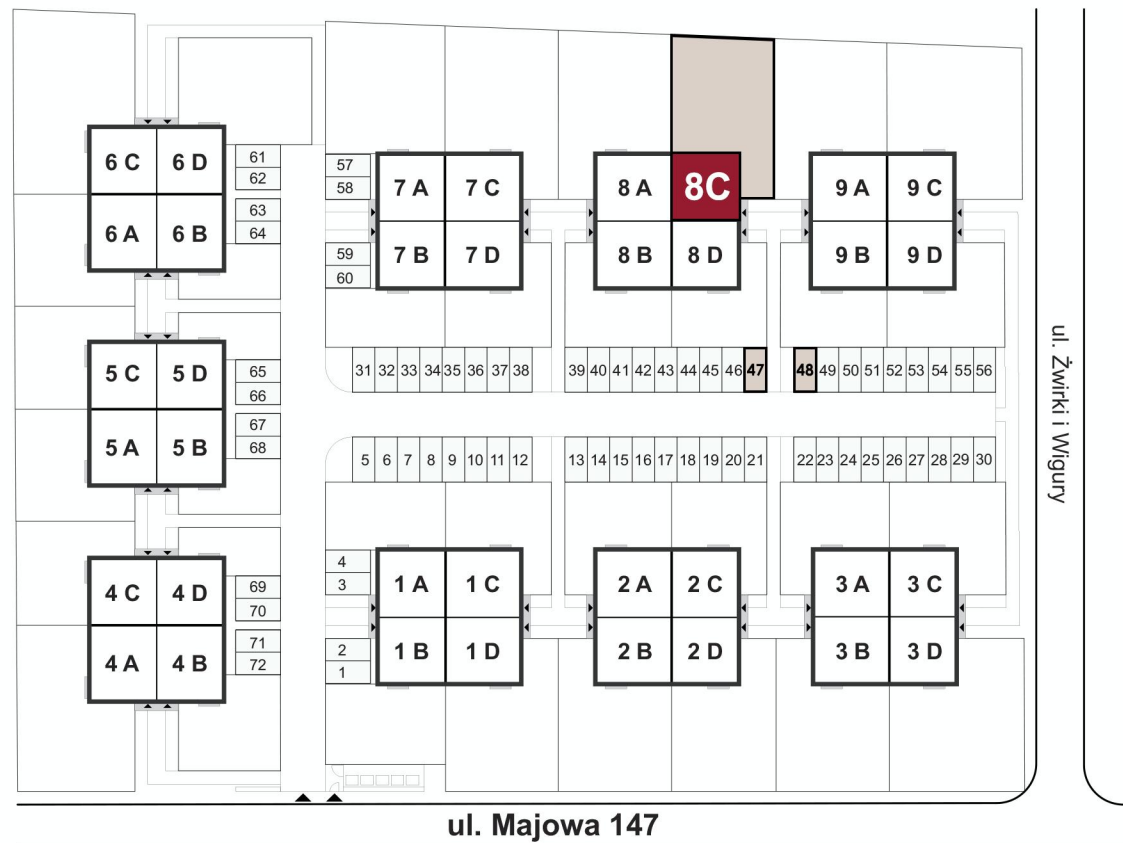 6 C 6 D
6 A 6 B
61
62
63
64
57
58
59
60
7 A 7 C
7 B 7 D
8 A 8C
8 B 8 D
9 A 9 C
9 B 9 D
5 C 5 D
5 A 5 B
65
66
67
68
31 32 33 34 35 36 37 38
39 40 41 42 43 44 45 46 47
48 49 50 51 52 53 54 55 56
ul. Żwirki i Wigury
5 6 7 8 9 10 11 12
13 14 15 16 17 18 19 20 21
22 23 24 25 26 27 28 29 30
4 C 4 D
4 A 4 B
69
70
71
72
4
3
2
1
1 A 1 C
1 B 1 D
2 A 2 C
2 B 2 D
3 A 3 C
3 B 3 D
ul. Majowa 147